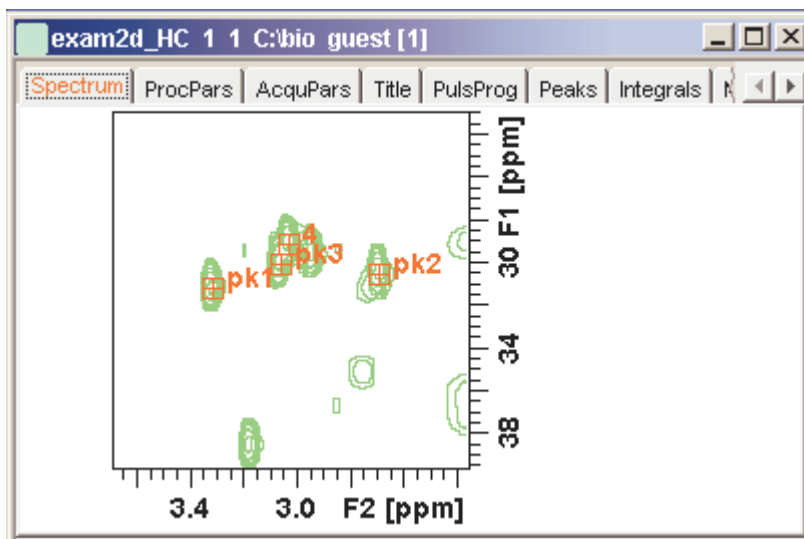 exam2d_HC 1 1 C:\bio guest [1]
Spectrum ProcPars AcquPars Title PulsProg Peaks Integrals
4
pk3
pk2
pk1
F1 [ppm]
30
34
38
3.4 3.0 F2 [ppm]